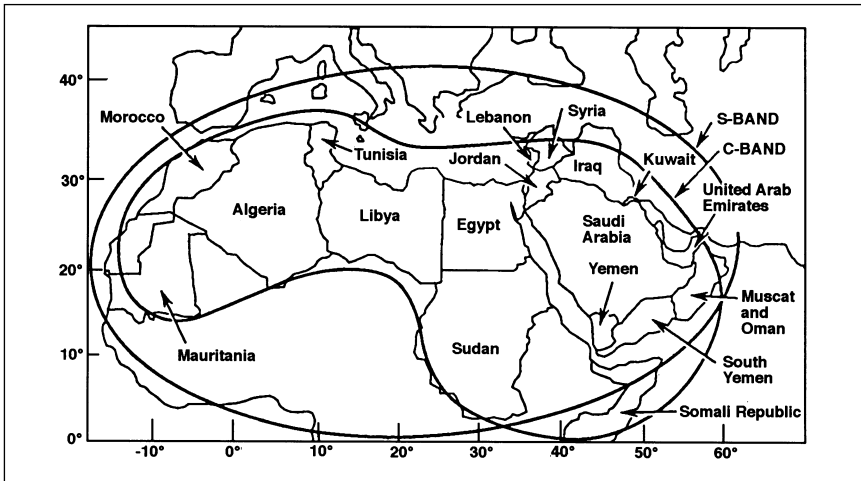 40°
30°
20°
10°
0°
-10°
0°
10°
20°
30°
40°
50°
60°
Morocco
Tunisia
Algeria
Libya
Egypt
Lebanon
Syria
Jordan
Iraq
Kuwait
S-BAND
C-BAND
United Arab
Emirates
Saudi
Arabia
Yemen
Muscat
and
Oman
South
Yemen
Somali Republic
Sudan
Mauritania